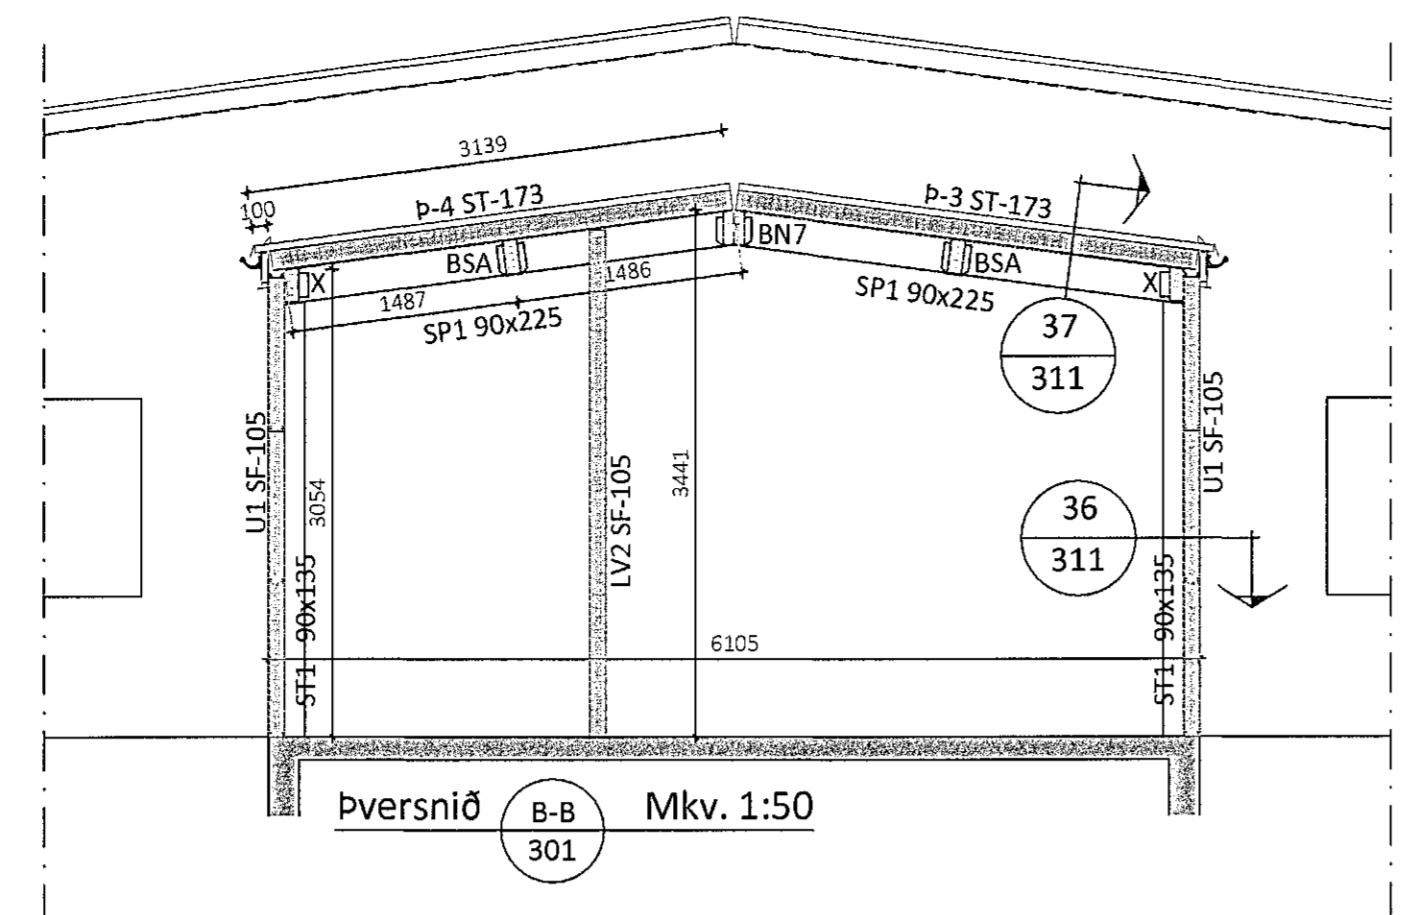 3139
100
Þ-4 ST-173
Þ-3 ST-173
BN7
BSA
BSA
X
X
1486
1487
SP1 90x225
SP1 90x225
37
311
U1 SF-105
U1 SF-105
3054
LV2 SF-105
3441
36
311
ST1 90x135
ST1 90x135
6105
Þversnið B-B Mkv. 1:50
301